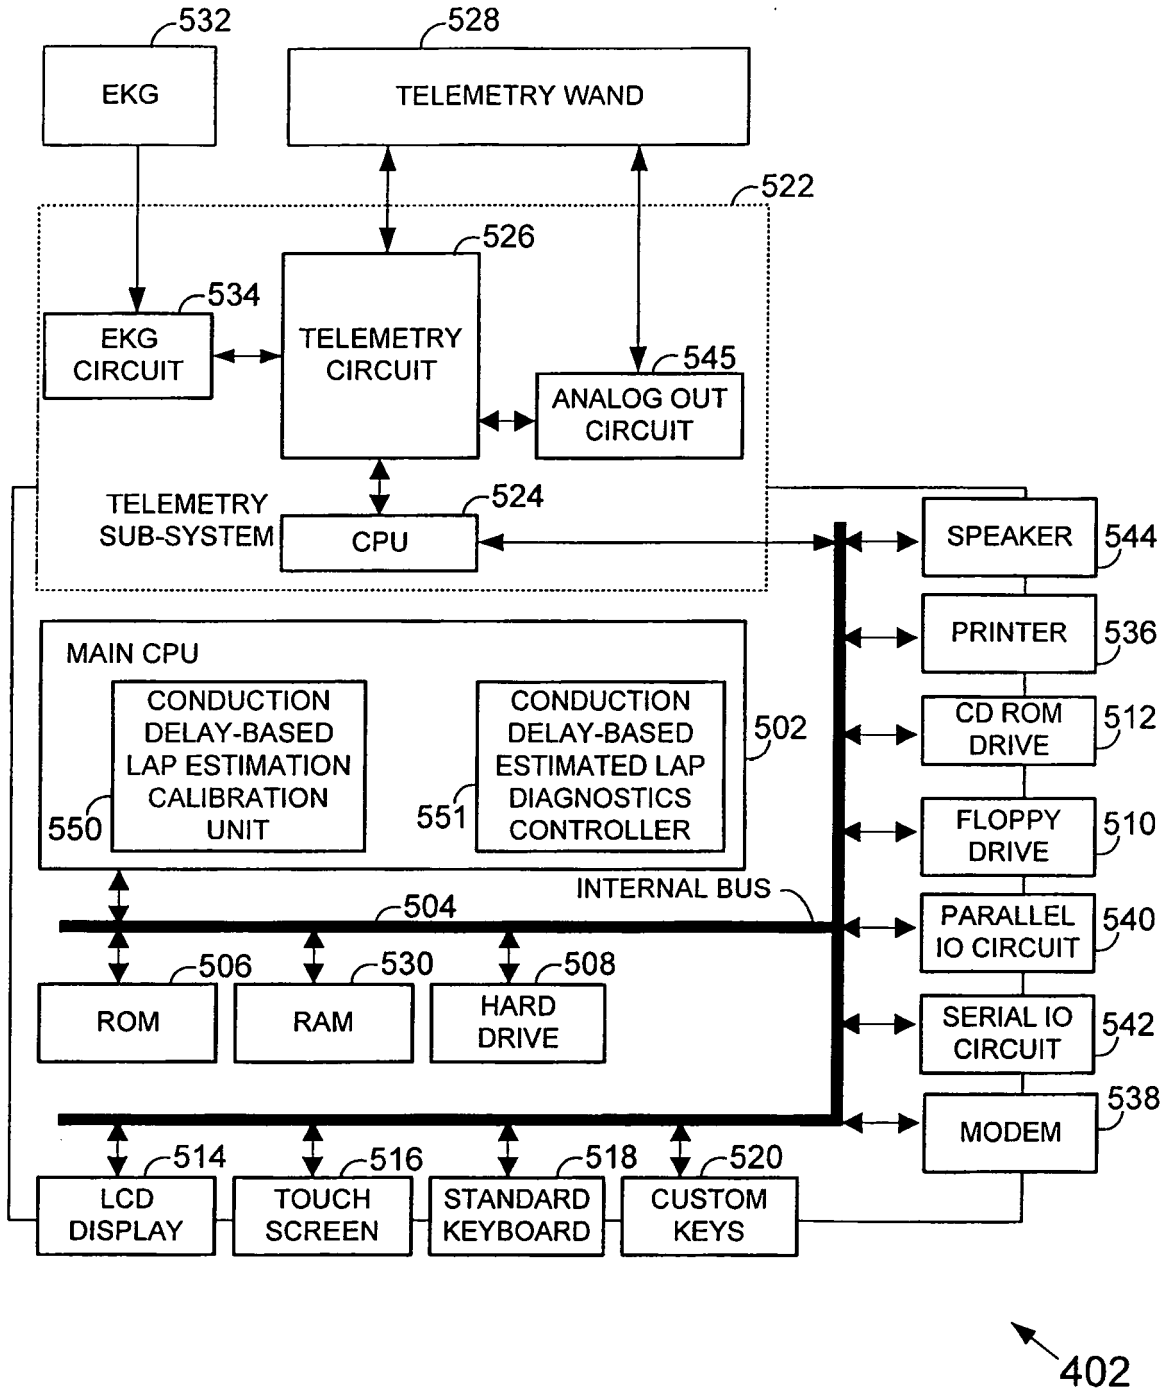 532
EKG
528
TELEMETRY WAND
522
526
TELEMETRY
CIRCUIT
534
EKG
CIRCUIT
545
ANALOG OUT
CIRCUIT
TELEMETRY
SUB-SYSTEM
524
CPU
SPEAKER
544
PRINTER
536
CD ROM
DRIVE
512
FLOPPY
DRIVE
510
PARALLEL
IO CIRCUIT
540
SERIAL IO
CIRCUIT
542
MODEM
538
MAIN CPU
502
CONDUCTION
DELAY-BASED
LAP ESTIMATION
CALIBRATION
UNIT
550
CONDUCTION
DELAY-BASED
ESTIMATED LAP
DIAGNOSTICS
CONTROLLER
551
INTERNAL BUS
504
506
ROM
530
RAM
508
HARD
DRIVE
514
LCD
DISPLAY
516
TOUCH
SCREEN
518
STANDARD
KEYBOARD
520
CUSTOM
KEYS
402